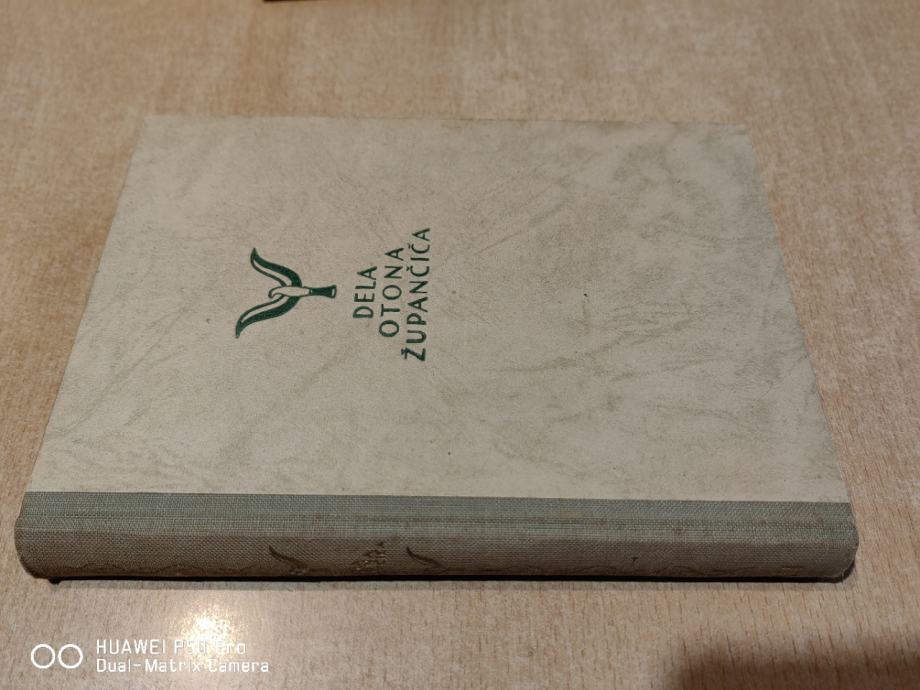 DELA
OTONA
ŽUPANČIČA
HUAWEI P30 Pro
Dual-Matrix Camera